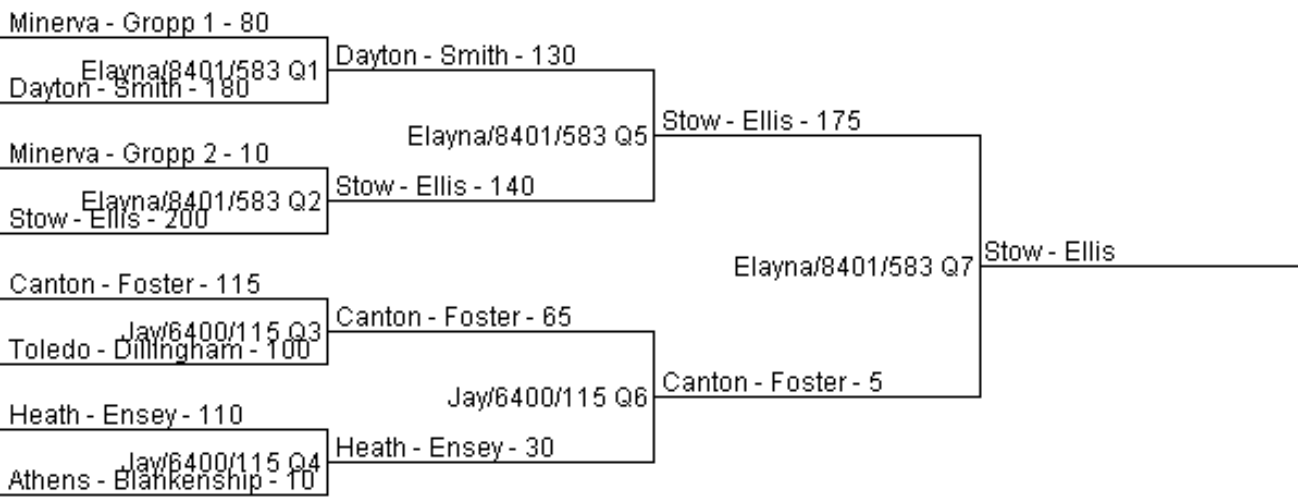 Minerva - Gropp 1 - 80
Dayton - Smith - 130
Elayna/8401/583 Q1
Dayton - Smith - 180
Stow - Ellis - 175
Elayna/8401/583 Q5
Minerva - Gropp 2 - 10
Stow - Ellis - 140
Elayna/8401/583 Q2
Stow - Ellis - 200
Stow - Ellis
Elayna/8401/583 Q7
Canton - Foster - 115
Canton - Foster - 65
Jay/6400/115 Q3
Toledo - Dillingham - 100
Canton - Foster - 5
Jay/6400/115 Q6
Heath - Ensey - 110
Heath - Ensey - 30
Jay/6400/115 Q4
Athens - Blankenship - 10